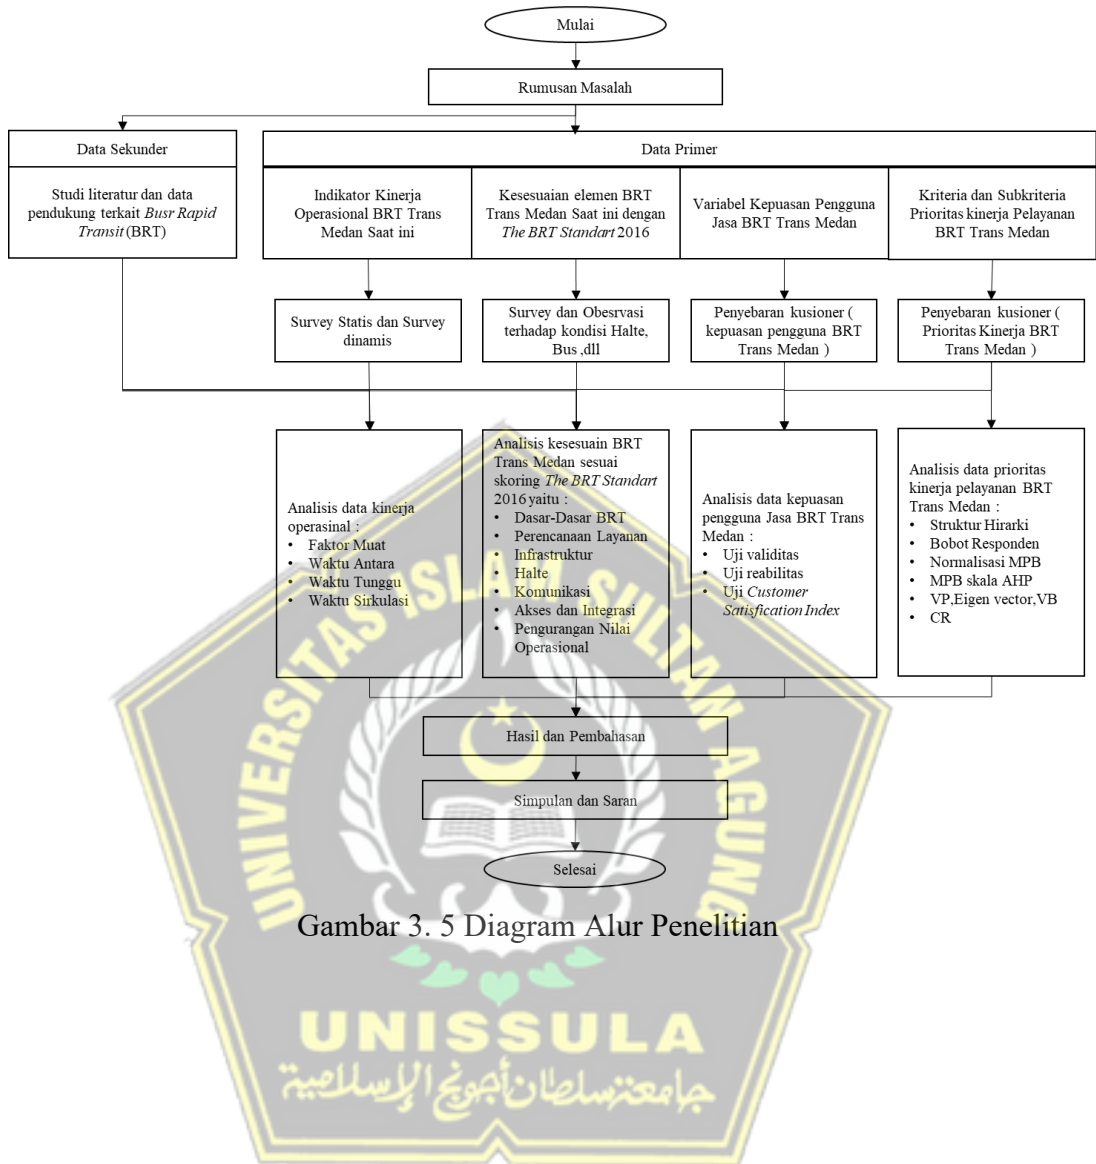 Mulai
Rumusan Masalah
Data Sekunder
Studi literatur dan data
pendukung terkait Busr Rapid
Transit (BRT)
Data Primer
Indikator Kinerja
Operasional BRT Trans
Medan Saat ini
Kesesuaian elemen BRT
Trans Medan Saat ini dengan
The BRT Standart 2016
Variabel Kepuasan Pengguna
Jasa BRT Trans Medan
Kriteria dan Subkriteria
Prioritas kinerja Pelayanan
BRT Trans Medan
Survey Statis dan Survey
dinamis
Survey dan Obesrvasi
terhadap kondisi Halte,
Bus ,dll
Penyebaran kusioner (
kepuasan pengguna BRT
Trans Medan )
Penyebaran kusioner (
Prioritas Kinerja BRT
Trans Medan )
Analisis data kinerja
operasinal :
• Faktor Muat
• Waktu Antara
• Waktu Tunggu
• Waktu Sirkulasi
Analisis kesesuain BRT
Trans Medan sesuai
skoring The BRT Standart
2016 yaitu :
• Dasar-Dasar BRT
• Perencanaan Layanan
• Infrastruktur
• Halte
• Komunikasi
• Akses dan Integrasi
• Pengurangan Nilai
Operasional
Analisis data kepuasan
pengguna Jasa BRT Trans
Medan :
• Uji validitas
• Uji reabilitas
• Uji Customer
Satisfication Index
Analisis data prioritas
kinerja pelayanan BRT
Trans Medan :
• Struktur Hirarki
• Bobot Responden
• Normalisasi MPB
• MPB skala AHP
• VP,Eigen vector,VB
• CR
Hasil dan Pembahasan
Simpulan dan Saran
Selesai
Gambar 3. 5 Diagram Alur Penelitian
UNIVERSITAS ISLAM SULTAN AGUNG
UNISSULA
جامعة سلطان أجونج الإسلامية